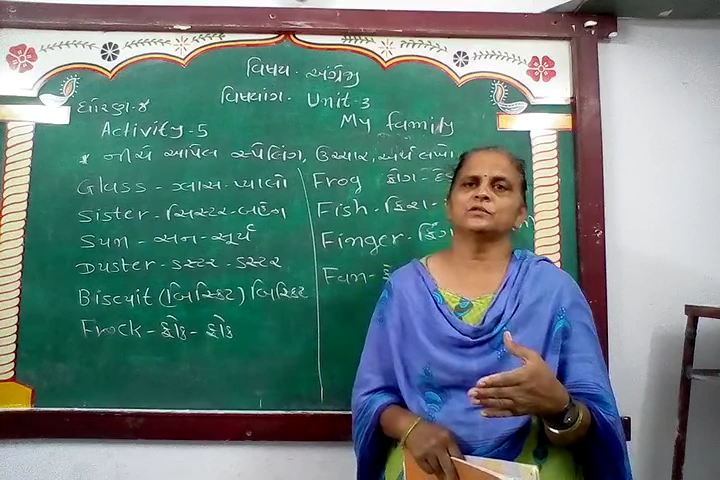 વિષય - અંગ્રેજી
વિષયાંગ - Unit-3
ધોરણ-૪
My family
Activity-5
* નીચે આપેલ સ્પેલિંગ, ઉચ્ચાર, અર્થ લખો
Glass - ગ્લાસ - પ્યાલો
Sister - સિસ્ટર - બહેન
Sun - સન - સૂર્ય
Duster - ડસ્ટર - ડસ્ટર
Biscuit (બિસ્કિટ) બિસ્કિટ
Frock - ફ્રોક - ફ્રોક
Frog ફ્રોગ -
Fish - ફિશ -
Finger -
Fan -